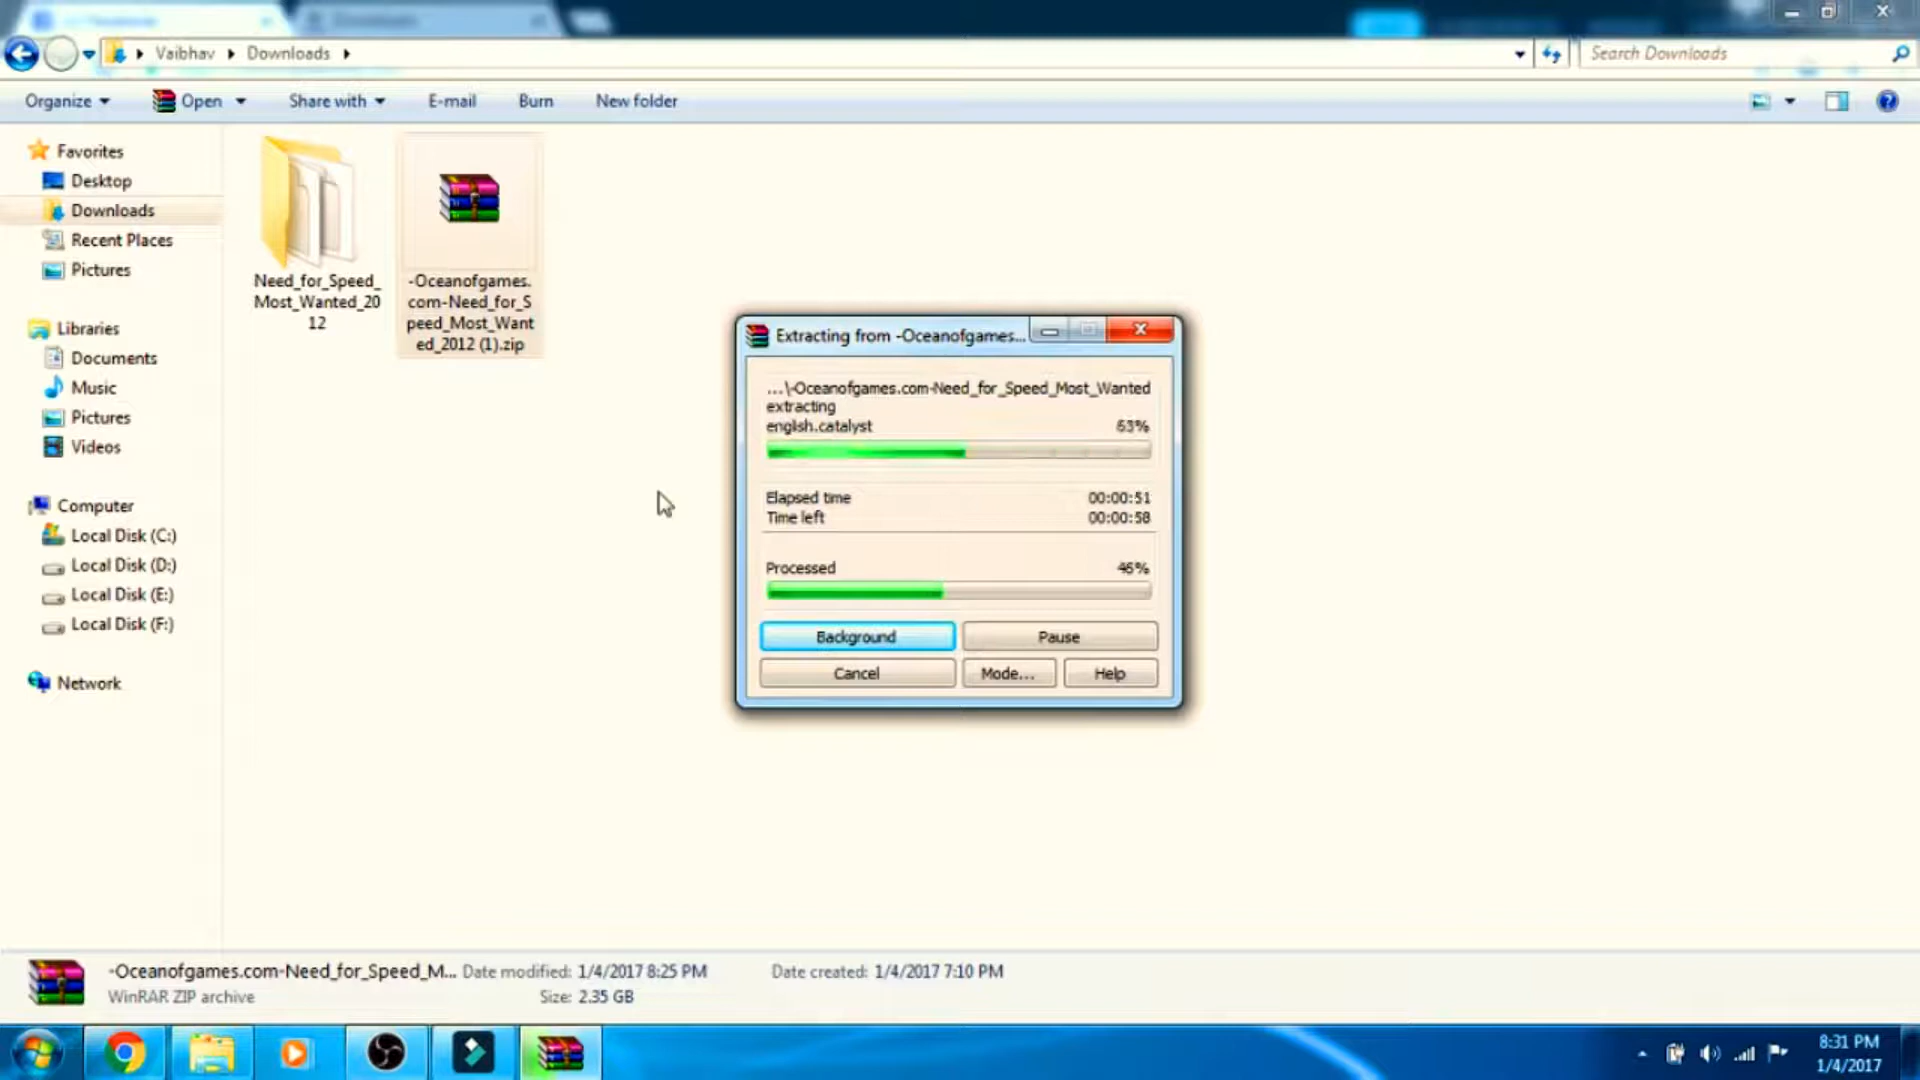 Vaibhav
Downloads
Search Downloads
Organize
Open
Share with
E-mail
Burn
New folder
Favorites
Desktop
Downloads
Recent Places
Pictures
Libraries
Documents
Music
Pictures
Videos
Computer
Local Disk (C:)
Local Disk (D:)
Local Disk (E:)
Local Disk (F:)
Network
Need_for_Speed_
Most_Wanted_20
12
-Oceanofgames.
com-Need_for_S
peed_Most_Want
ed_2012 (1).zip
Extracting from -Oceanofgames...
...\-Oceanofgames.com-Need_for_Speed_Most_Wanted
extracting
english.catalyst 53%
Elapsed time 00:00:51
Time left 00:00:58
Processed 46%
Background
Pause
Cancel
Mode...
Help
-Oceanofgames.com-Need_for_Speed_M... Date modified: 1/4/2017 8:25 PM Date created: 1/4/2017 7:10 PM
WinRAR ZIP archive Size: 2.35 GB
8:31 PM
1/4/2017